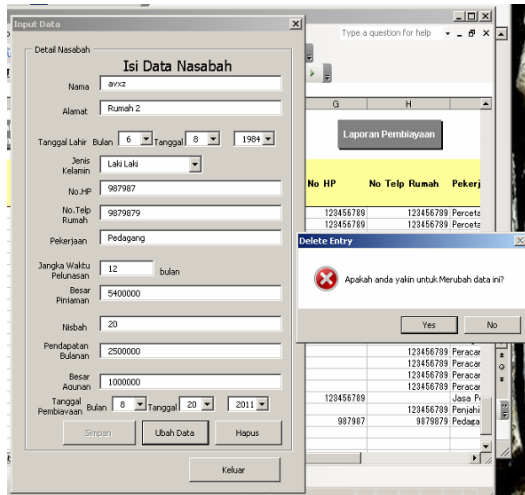 Input Data
Type a question for help
Detail Nasabah
Isi Data Nasabah
Nama avxz
Alamat Rumah 2
Tanggal Lahir Bulan 6 Tanggal 8 1984
Jenis Kelamin Laki Laki
No.HP 987987
No.Telp Rumah 9879879
Pekerjaan Pedagang
Jangka Waktu Pelunasan 12 bulan
Besar Pinjaman 5400000
Nisbah 20
Pendapatan Bulanan 2500000
Besar Agunan 1000000
Tanggal Pembiayaan Bulan 8 Tanggal 20 2011
Simpan Ubah Data Hapus
Keluar
G H
Laporan Pembiayaan
No HP No Telp Rumah Pekerj
123456789 123456789 Perceta
123456789 123456789 Perceta
Delete Entry
Apakah anda yakin untuk Merubah data ini?
Yes No
123456789 Peracar
123456789 Peracar
123456789 Peracar
123456789 Peracar
123456789 Jasa P
123456789 Penjahi
987987 9879879 Pedaga